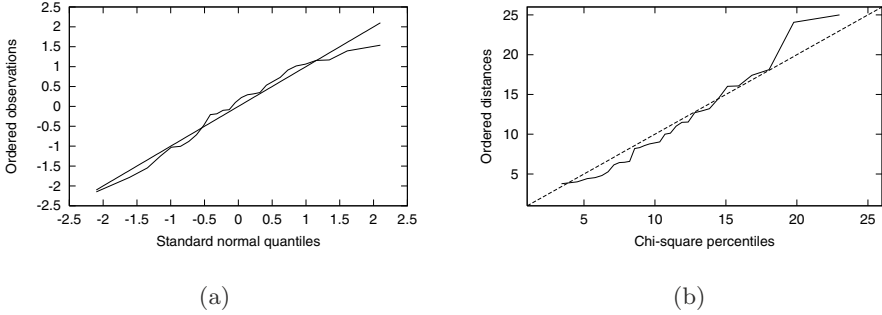 Ordered observations
2.5
2
1.5
1
0.5
0
-0.5
-1
-1.5
-2
-2.5
-2.5 -2 -1.5 -1 -0.5 0 0.5 1 1.5 2 2.5
Standard normal quantiles
(a)
Ordered distances
25
20
15
10
5
5 10 15 20 25
Chi-square percentiles
(b)